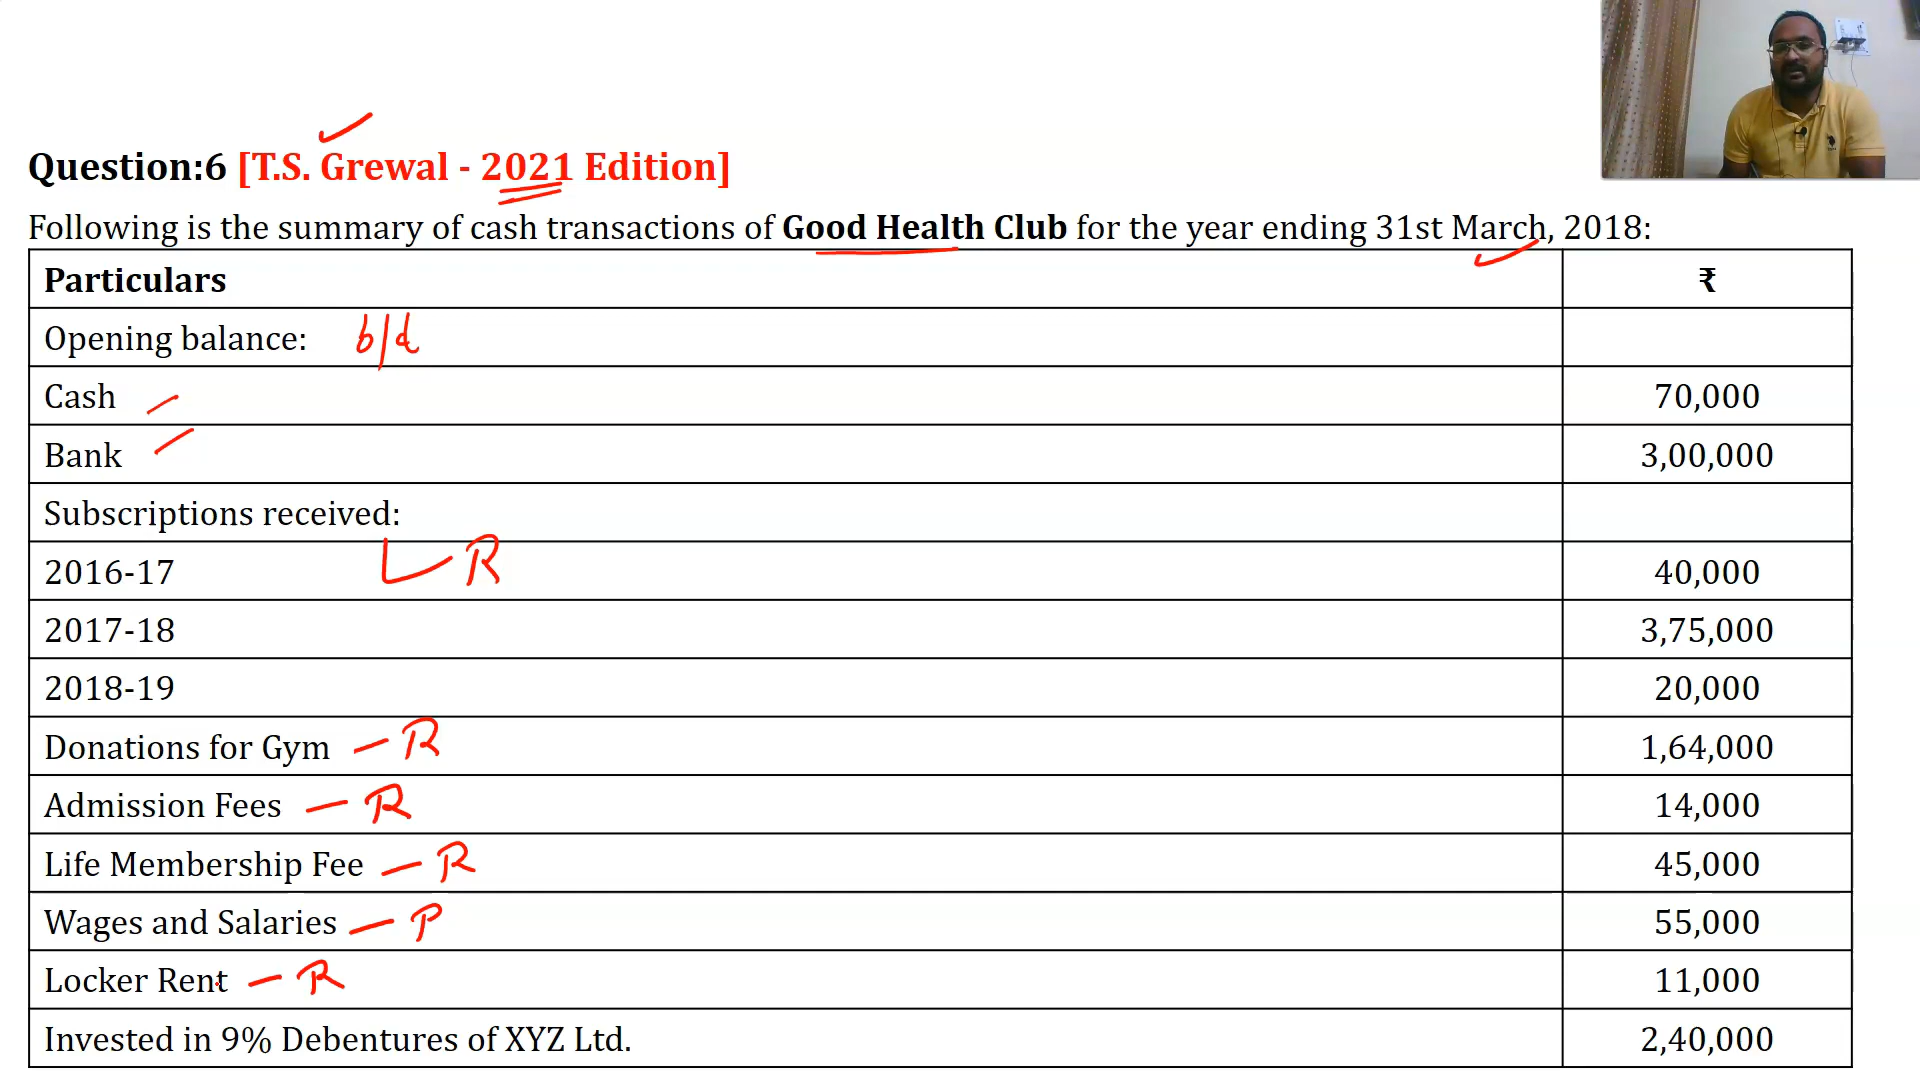 Question:6 [T.S. Grewal - 2021 Edition]
Following is the summary of cash transactions of Good Health Club for the year ending 31st March, 2018:
Particulars ₹
Opening balance: b/d
Cash 70,000
Bank 3,00,000
Subscriptions received:
2016-17 R 40,000
2017-18 3,75,000
2018-19 20,000
Donations for Gym – R 1,64,000
Admission Fees – R 14,000
Life Membership Fee – R 45,000
Wages and Salaries – P 55,000
Locker Rent – R 11,000
Invested in 9% Debentures of XYZ Ltd. 2,40,000